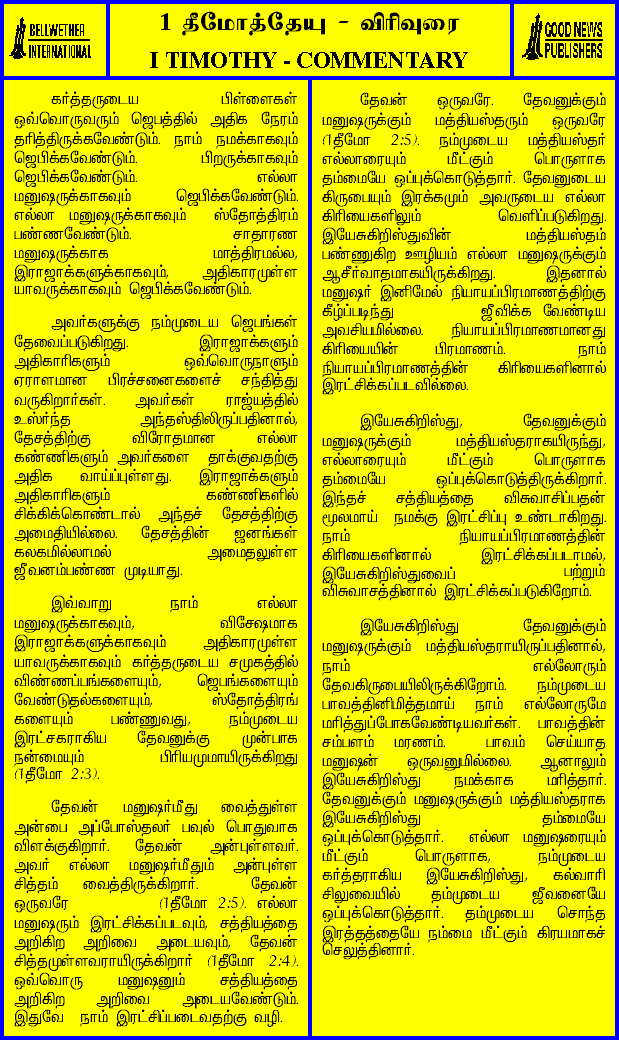 BELLWETHER
INTERNATIONAL
1 தீமோத்தேயு - விரிவுரை
I TIMOTHY - COMMENTARY
GOOD NEWS
PUBLISHERS
கர்த்தருடைய பிள்ளைகள்
ஒவ்வொருவரும் ஜெபத்தில் அதிக நேரம்
தரித்திருக்கவேண்டும். நாம் நமக்காகவும்
ஜெபிக்கவேண்டும். பிறருக்காகவும்
ஜெபிக்கவேண்டும். எல்லா
மனுஷருக்காகவும் ஜெபிக்கவேண்டும்.
எல்லா மனுஷருக்காகவும் ஸ்தோத்திரம்
பண்ணவேண்டும். சாதாரண
மனுஷருக்காக மாத்திரமல்ல,
இராஜாக்களுக்காகவும், அதிகாரமுள்ள
யாவருக்காகவும் ஜெபிக்கவேண்டும்.
அவர்களுக்கு நம்முடைய ஜெபங்கள்
தேவைப்படுகிறது. இராஜாக்களும்
அதிகாரிகளும் ஒவ்வொருநாளும்
ஏராளமான பிரச்சனைகளைச் சந்தித்து
வருகிறார்கள். அவர்கள் ராஜ்யத்தில்
உஸ்ர்ந்த அந்தஸ்திலிருப்பதினால்,
தேசத்திற்கு விரோதமான எல்லா
கண்ணிகளும் அவர்களை தாக்குவதற்கு
அதிக வாய்ப்புள்ளது. இராஜாக்களும்
அதிகாரிகளும் கண்ணிகளில்
சிக்கிக்கொண்டால் அந்தச் தேசத்திற்கு
அமைதியில்லை. தேசத்தின் ஜனங்கள்
கலகமில்லாமல் அமைதலுள்ள
ஜீவனம்பண்ண முடியாது.
இவ்வாறு நாம் எல்லா
மனுஷருக்காகவும், விசேஷமாக
இராஜாக்களுக்காகவும் அதிகாரமுள்ள
யாவருக்காகவும் கர்த்தருடைய சமுகத்தில்
விண்ணப்பங்களையும், ஜெபங்களையும்
வேண்டுதல்களையும், ஸ்தோத்திரங்
களையும் பண்ணுவது, நம்முடைய
இரட்சகராகிய தேவனுக்கு முன்பாக
நன்மையும் பிரியமுமாயிருக்கிறது
(1தீமோ 2:3).
தேவன் மனுஷர்மீது வைத்துள்ள
அன்பை அப்போஸ்தலர் பவுல் பொதுவாக
விளக்குகிறார். தேவன் அன்புள்ளவர்.
அவர் எல்லா மனுஷர்மீதும் அன்புள்ள
சித்தம் வைத்திருக்கிறார். தேவன்
ஒருவரே (1தீமோ 2:5). எல்லா
மனுஷரும் இரட்சிக்கப்படவும், சத்தியத்தை
அறிகிற அறிவை அடையவும், தேவன்
சித்தமுள்ளவராயிருக்கிறார் (1தீமோ 2:4).
ஒவ்வொரு மனுஷனும் சத்தியத்தை
அறிகிற அறிவை அடையவேண்டும்.
இதுவே நாம் இரட்சிப்படைவதற்கு வழி.
தேவன் ஒருவரே. தேவனுக்கும்
மனுஷருக்கும் மத்தியஸ்தரும் ஒருவரே
(1தீமோ 2:5). நம்முடைய மத்தியஸ்தர்
எல்லாரையும் மீட்கும் பொருளாக
தம்மையே ஒப்புக்கொடுத்தார். தேவனுடைய
கிருபையும் இரக்கமும் அவருடைய எல்லா
கிரியைகளிலும் வெளிப்படுகிறது.
இயேசுகிறிஸ்துவின் மத்தியஸ்தம்
பண்ணுகிற ஊழியம் எல்லா மனுஷருக்கும்
ஆசீர்வாதமாகயிருக்கிறது. இதனால்
மனுஷர் இனிமேல் நியாயப்பிரமாணத்திற்கு
கீழ்ப்படிந்து ஜீவிக்க வேண்டிய
அவசியமில்லை. நியாயப்பிரமாணமானது
கிரியையின் பிரமாணம். நாம்
நியாயப்பிரமாணத்தின் கிரியைகளினால்
இரட்சிக்கப்படவில்லை.
இயேசுகிறிஸ்து, தேவனுக்கும்
மனுஷருக்கும் மத்தியஸ்தராகயிருந்து,
எல்லாரையும் மீட்கும் பொருளாக
தம்மையே ஒப்புக்கொடுத்திருக்கிறார்.
இந்தச் சத்தியத்தை விசுவாசிப்பதன்
மூலமாய் நமக்கு இரட்சிப்பு உண்டாகிறது.
நாம் நியாயப்பிரமாணத்தின்
கிரியைகளினால் இரட்சிக்கப்படாமல்,
இயேசுகிறிஸ்துவைப் பற்றும்
விசுவாசத்தினால் இரட்சிக்கப்படுகிறோம்.
இயேசுகிறிஸ்து தேவனுக்கும்
மனுஷருக்கும் மத்தியஸ்தராயிருப்பதினால்,
நாம் எல்லோரும்
தேவகிருபையிலிருக்கிறோம். நம்முடைய
பாவத்தினிமித்தமாய் நாம் எல்லோருமே
மரித்துப்போகவேண்டியவர்கள். பாவத்தின்
சம்பளம் மரணம். பாவம் செய்யாத
மனுஷன் ஒருவனுமில்லை. ஆனாலும்
இயேசுகிறிஸ்து நமக்காக மரித்தார்.
தேவனுக்கும் மனுஷருக்கும் மத்தியஸ்தராக
இயேசுகிறிஸ்து தம்மையே
ஒப்புக்கொடுத்தார். எல்லா மனுஷரையும்
மீட்கும் பொருளாக, நம்முடைய
கர்த்தராகிய இயேசுகிறிஸ்து, கல்வாரி
சிலுவையில் தம்முடைய ஜீவனையே
ஒப்புக்கொடுத்தார். தம்முடைய சொந்த
இரத்தத்தையே நம்மை மீட்கும் கிரயமாகச்
செலுத்தினார்.